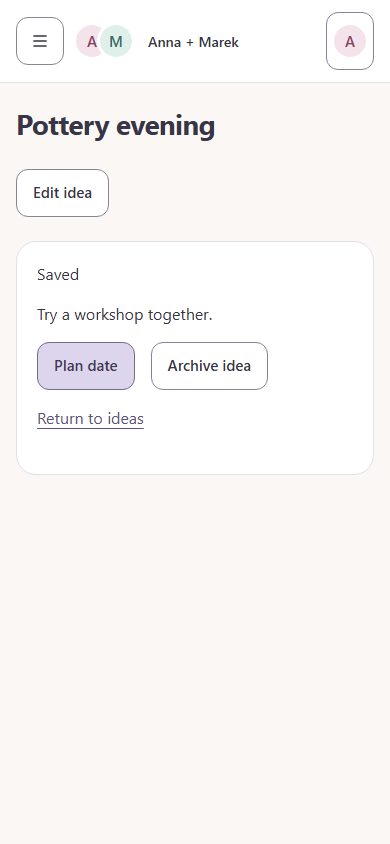 A M Anna + Marek A
Pottery evening
Edit idea
Saved
Try a workshop together.
Plan date Archive idea
Return to ideas